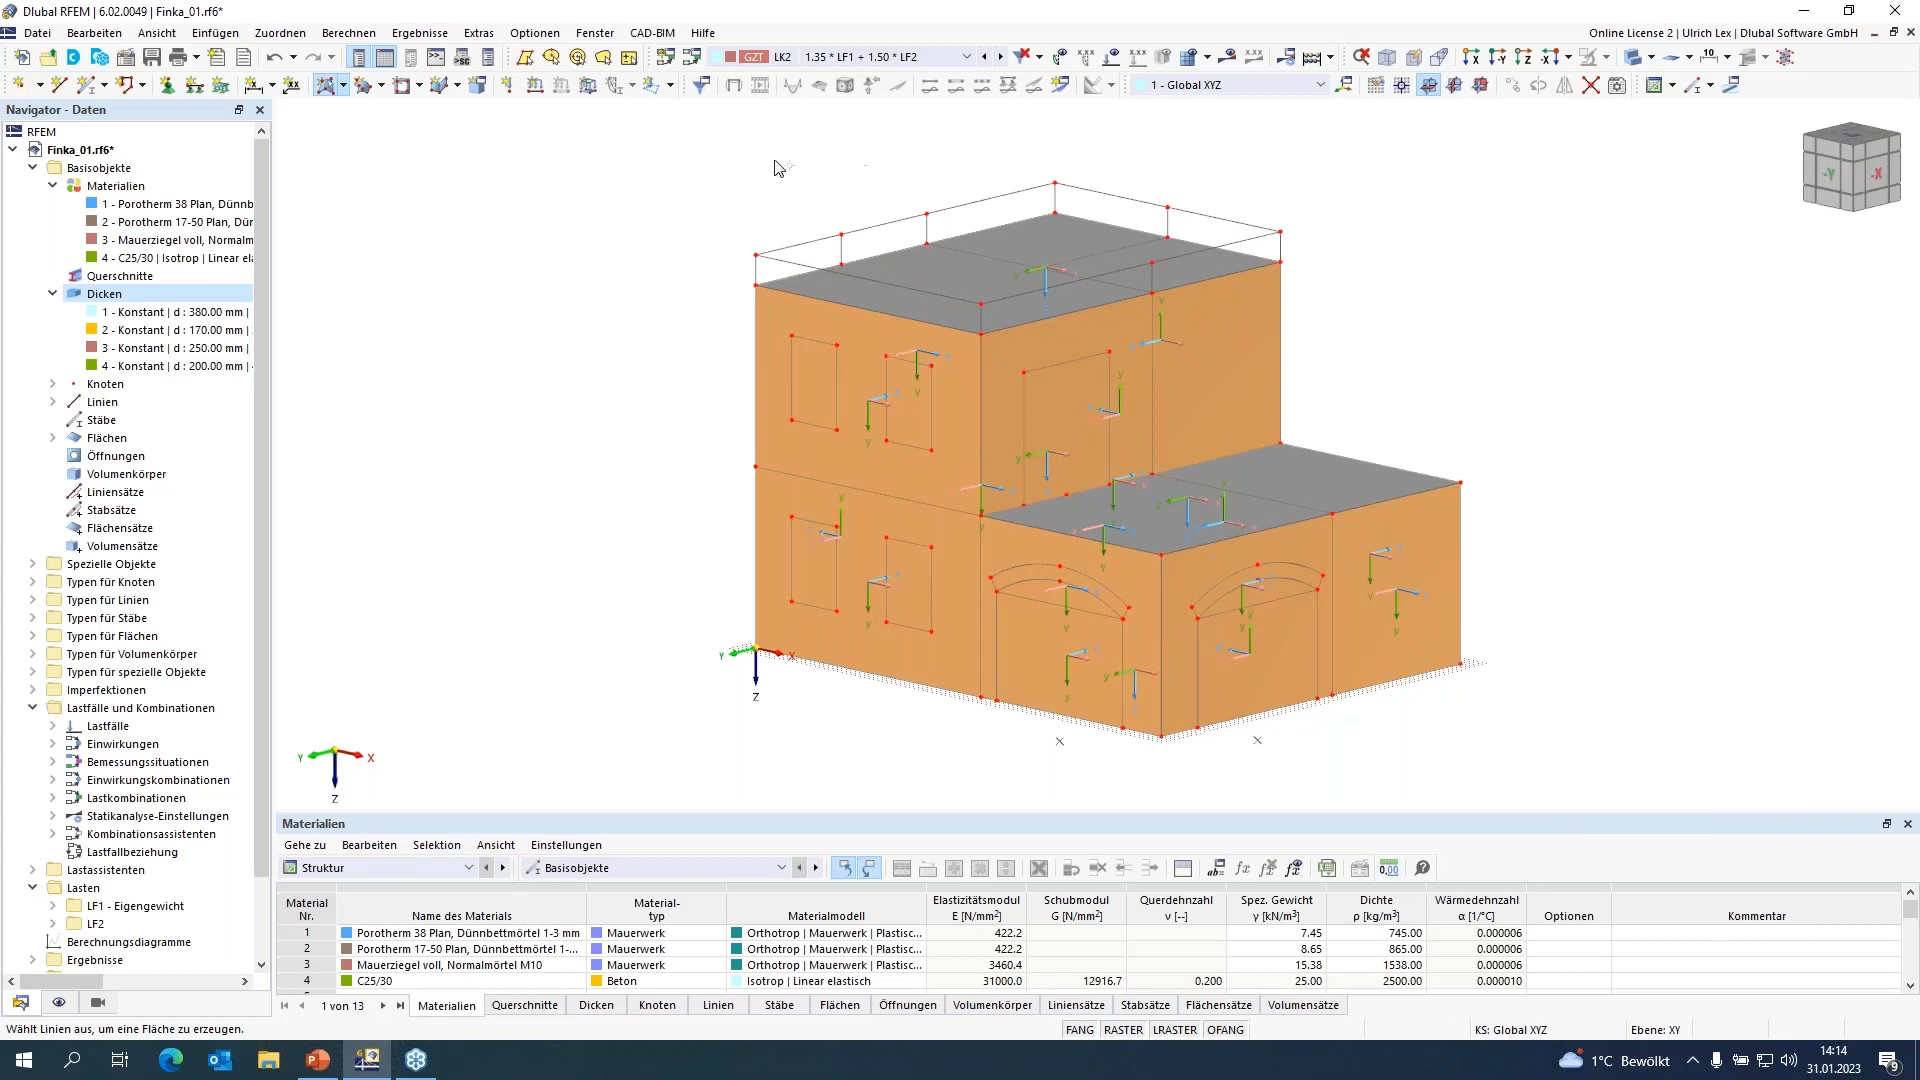 Dlubal RFEM | 6.02.0049 | Finka_01.rf6*
Datei Bearbeiten Ansicht Einfügen Zuordnen Berechnen Ergebnisse Extras Optionen Fenster CAD-BIM Hilfe
Online License 2 | Ulrich Lex | Dlubal Software GmbH
GZT LK2 1.35 * LF1 + 1.50 * LF2
1 - Global XYZ
Navigator - Daten
RFEM
Finka_01.rf6*
Basisobjekte
Materialien
1 - Porotherm 38 Plan, Dünnb
2 - Porotherm 17-50 Plan, Dür
3 - Mauerziegel voll, Normalm
4 - C25/30 | Isotrop | Linear ela
Querschnitte
Dicken
1 - Konstant | d : 380.00 mm |
2 - Konstant | d : 170.00 mm |
3 - Konstant | d : 250.00 mm |
4 - Konstant | d : 200.00 mm |
Knoten
Linien
Stäbe
Flächen
Öffnungen
Volumenkörper
Liniensätze
Stabsätze
Flächensätze
Volumensätze
Spezielle Objekte
Typen für Knoten
Typen für Linien
Typen für Stäbe
Typen für Flächen
Typen für Volumenkörper
Typen für spezielle Objekte
Imperfektionen
Lastfälle und Kombinationen
Lastfälle
Einwirkungen
Bemessungssituationen
Einwirkungskombinationen
Lastkombinationen
Statikanalyse-Einstellungen
Kombinationsassistenten
Lastfallbeziehung
Lastassistenten
Lasten
LF1 - Eigengewicht
LF2
Berechnungsdiagramme
Ergebnisse
-Y -X
Y X
Z
Y X
Z
Materialien
Gehe zu Bearbeiten Selektion Ansicht Einstellungen
Struktur Basisobjekte
Material Nr. Name des Materials Material-typ Materialmodell Elastizitätsmodul E [N/mm²] Schubmodul G [N/mm²] Querdehnzahl ν [--] Spez. Gewicht γ [kN/m³] Dichte ρ [kg/m³] Wärmedehnzahl α [1/°C] Optionen Kommentar
1 Porotherm 38 Plan, Dünnbettmörtel 1-3 mm Mauerwerk Orthotrop | Mauerwerk | Plastisc... 422.2 7.45 745.00 0.000006
2 Porotherm 17-50 Plan, Dünnbettmörtel 1-... Mauerwerk Orthotrop | Mauerwerk | Plastisc... 422.2 8.65 865.00 0.000006
3 Mauerziegel voll, Normalmörtel M10 Mauerwerk Orthotrop | Mauerwerk | Plastisc... 3460.4 15.38 1538.00 0.000006
4 C25/30 Beton Isotrop | Linear elastisch 31000.0 12916.7 0.200 25.00 2500.00 0.000010
1 von 13 Materialien Querschnitte Dicken Knoten Linien Stäbe Flächen Öffnungen Volumenkörper Liniensätze Stabsätze Flächensätze Volumensätze
Wählt Linien aus, um eine Fläche zu erzeugen.
FANG RASTER LRASTER OFANG KS: Global XYZ Ebene: XY
1°C Bewölkt
14:14
31.01.2023
9